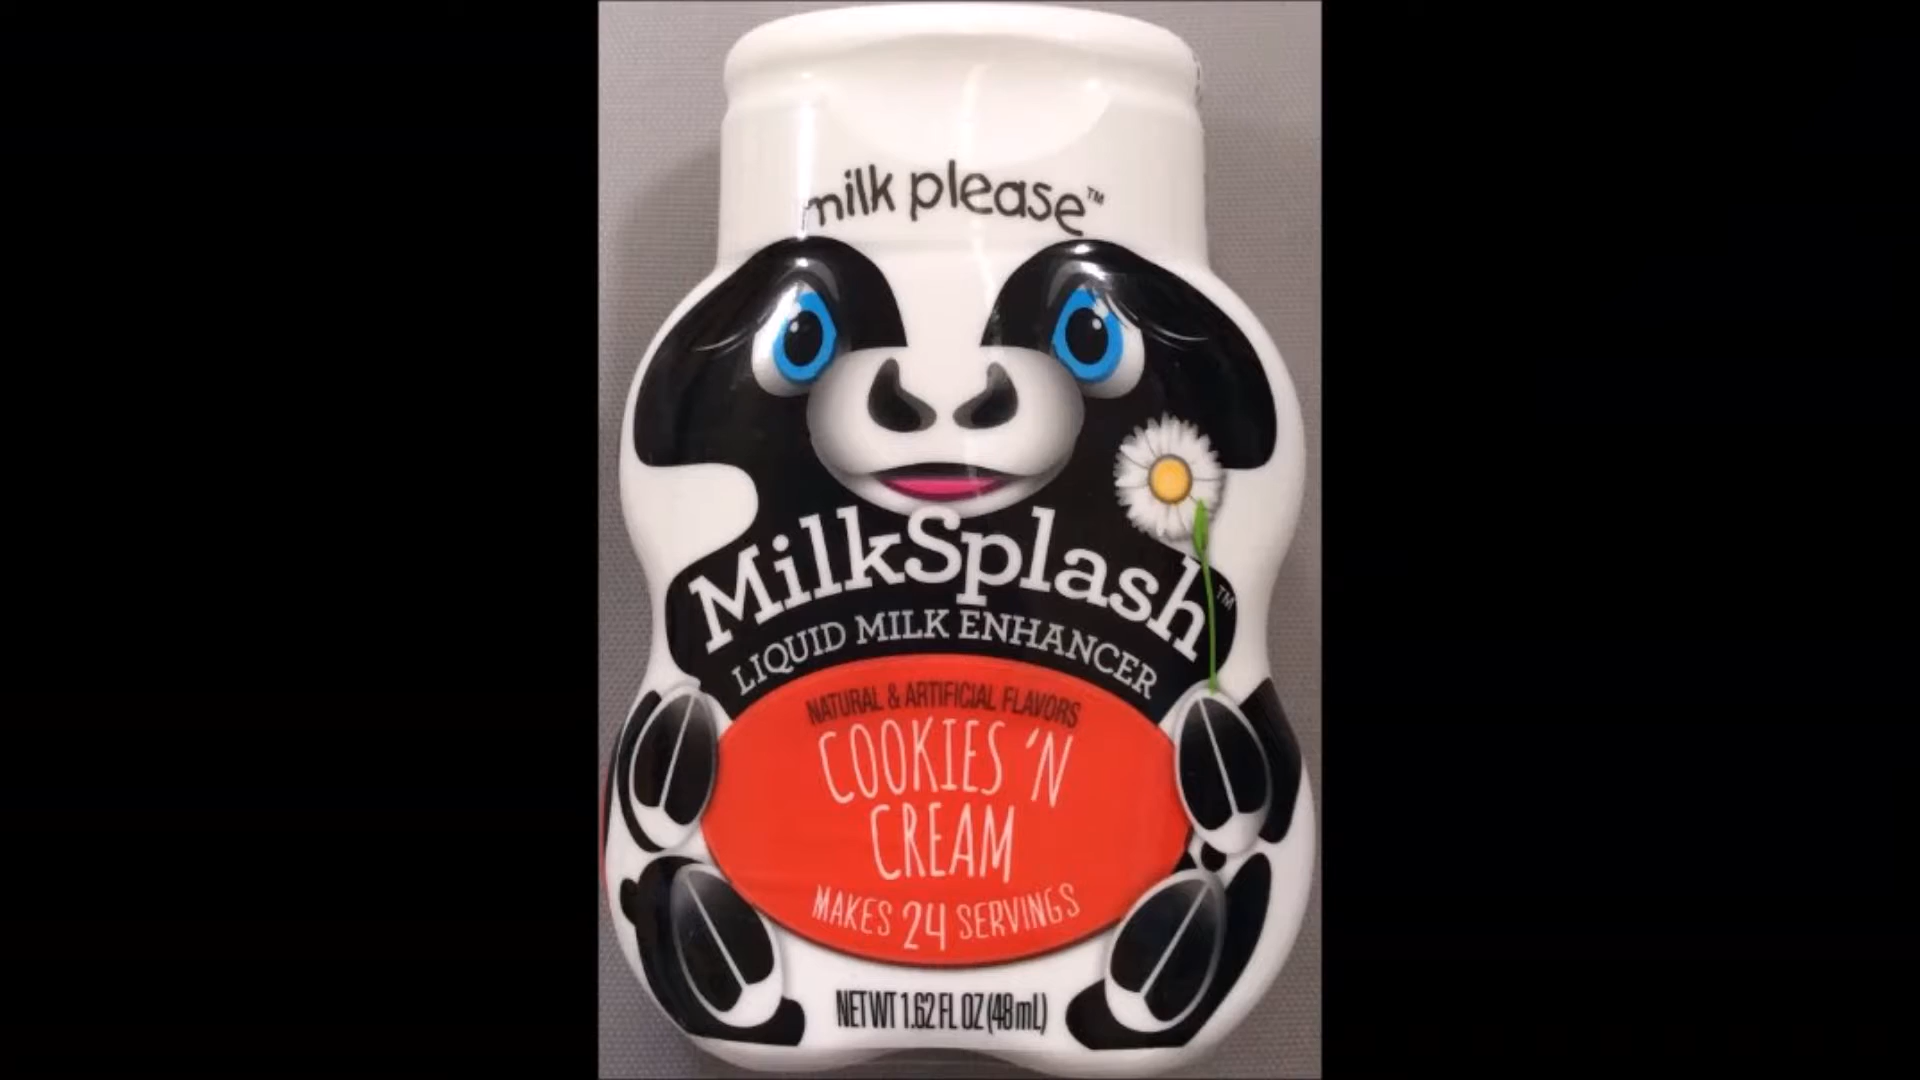 milk please™
MilkSplash™
LIQUID MILK ENHANCER
NATURAL & ARTIFICIAL FLAVORS
COOKIES 'N
CREAM
MAKES 24 SERVINGS
NET WT 1.62 FL OZ (48 mL)